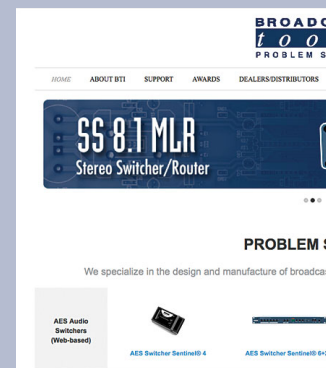 BROADC
too
PROBLEM S
HOME ABOUT BTI SUPPORT AWARDS DEALERS/DISTRIBUTORS
SS 8.1 MLR
Stereo Switcher/Router
PROBLEM S
We specialize in the design and manufacture of broadcas
AES Audio
Switchers
(Web-based)
AES Switcher Sentinel® 4 AES Switcher Sentinel® 6+